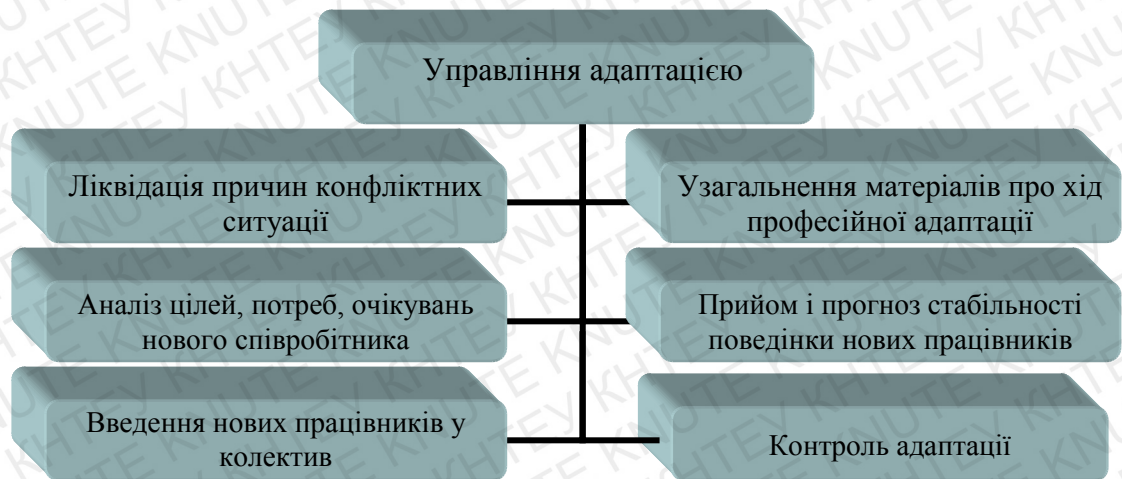 Управління адаптацією
Ліквідація причин конфліктних
ситуації
Узагальнення матеріалів про хід
професійної адаптації
Аналіз цілей, потреб, очікувань
нового співробітника
Прийом і прогноз стабільності
поведінки нових працівників
Введення нових працівників у
колектив
Контроль адаптації